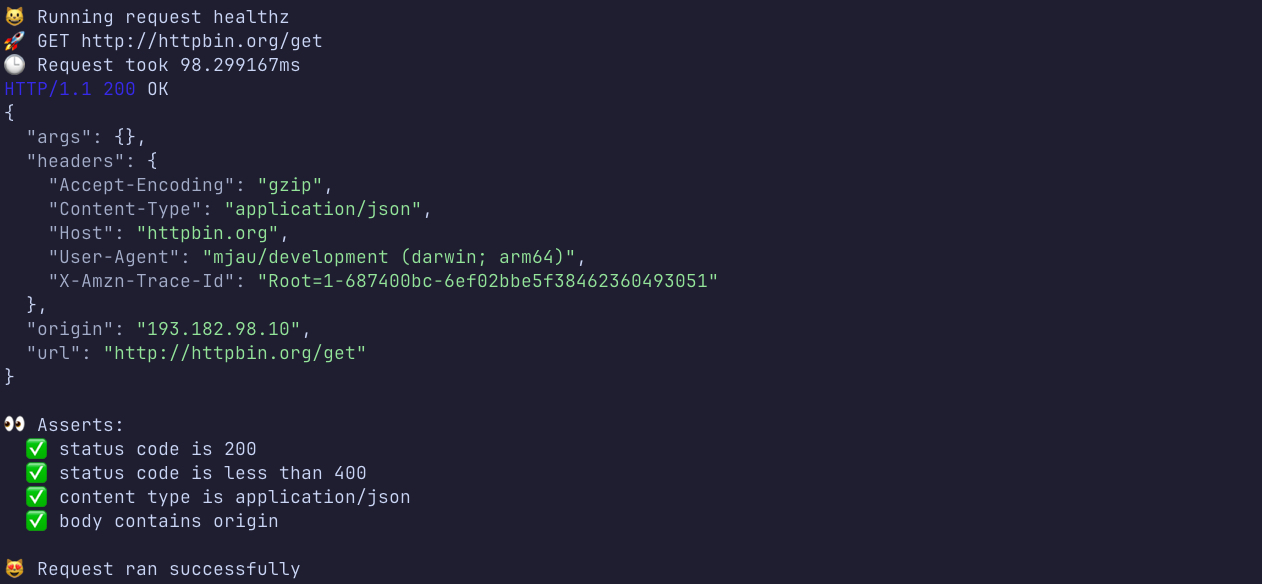 😺 Running request healthz
🚀 GET http://httpbin.org/get
🕒 Request took 98.299167ms
HTTP/1.1 200 OK
{
  "args": {},
  "headers": {
    "Accept-Encoding": "gzip",
    "Content-Type": "application/json",
    "Host": "httpbin.org",
    "User-Agent": "mjau/development (darwin; arm64)",
    "X-Amzn-Trace-Id": "Root=1-687400bc-6ef02bbe5f38462360493051"
  },
  "origin": "193.182.98.10",
  "url": "http://httpbin.org/get"
}
👀 Asserts:
  ✅ status code is 200
  ✅ status code is less than 400
  ✅ content type is application/json
  ✅ body contains origin
😻 Request ran successfully